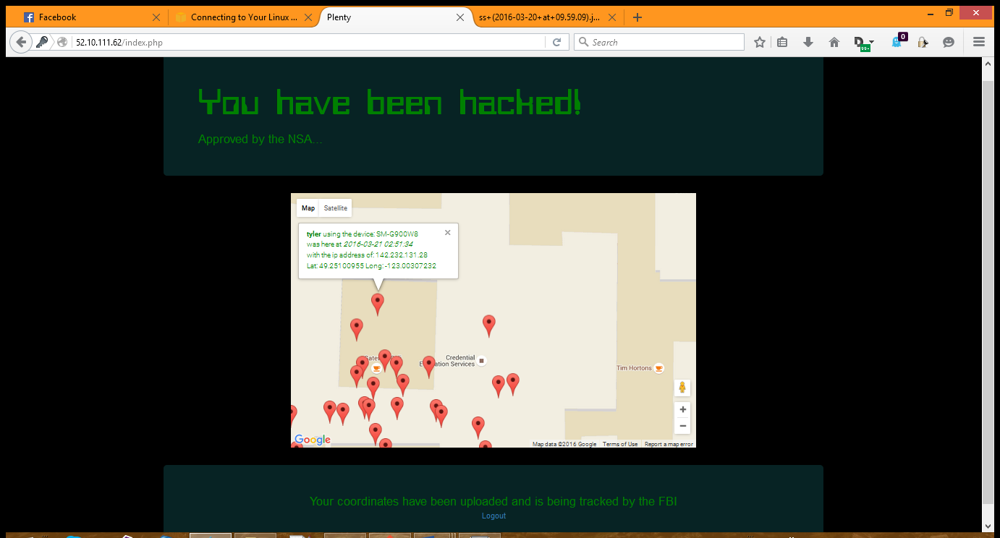 Facebook
Connecting to Your Linux ...
Plenty
ss+(2016-03-20+at+09.59.09).j...
52.10.111.62/index.php
Search
D
99+
0
You have been hacked!
Approved by the NSA...
Map
Satellite
tyler using the device: SM-G900W8
was here at 2016-03-21 02:51:34
with the ip address of: 142.232.131.28
Lat: 49.25100955 Long: -123.00307232
Credential
Services
Tim Hortons
Google
Map data ©2016 Google
Terms of Use
Report a map error
Your coordinates have been uploaded and is being tracked by the FBI
Logout